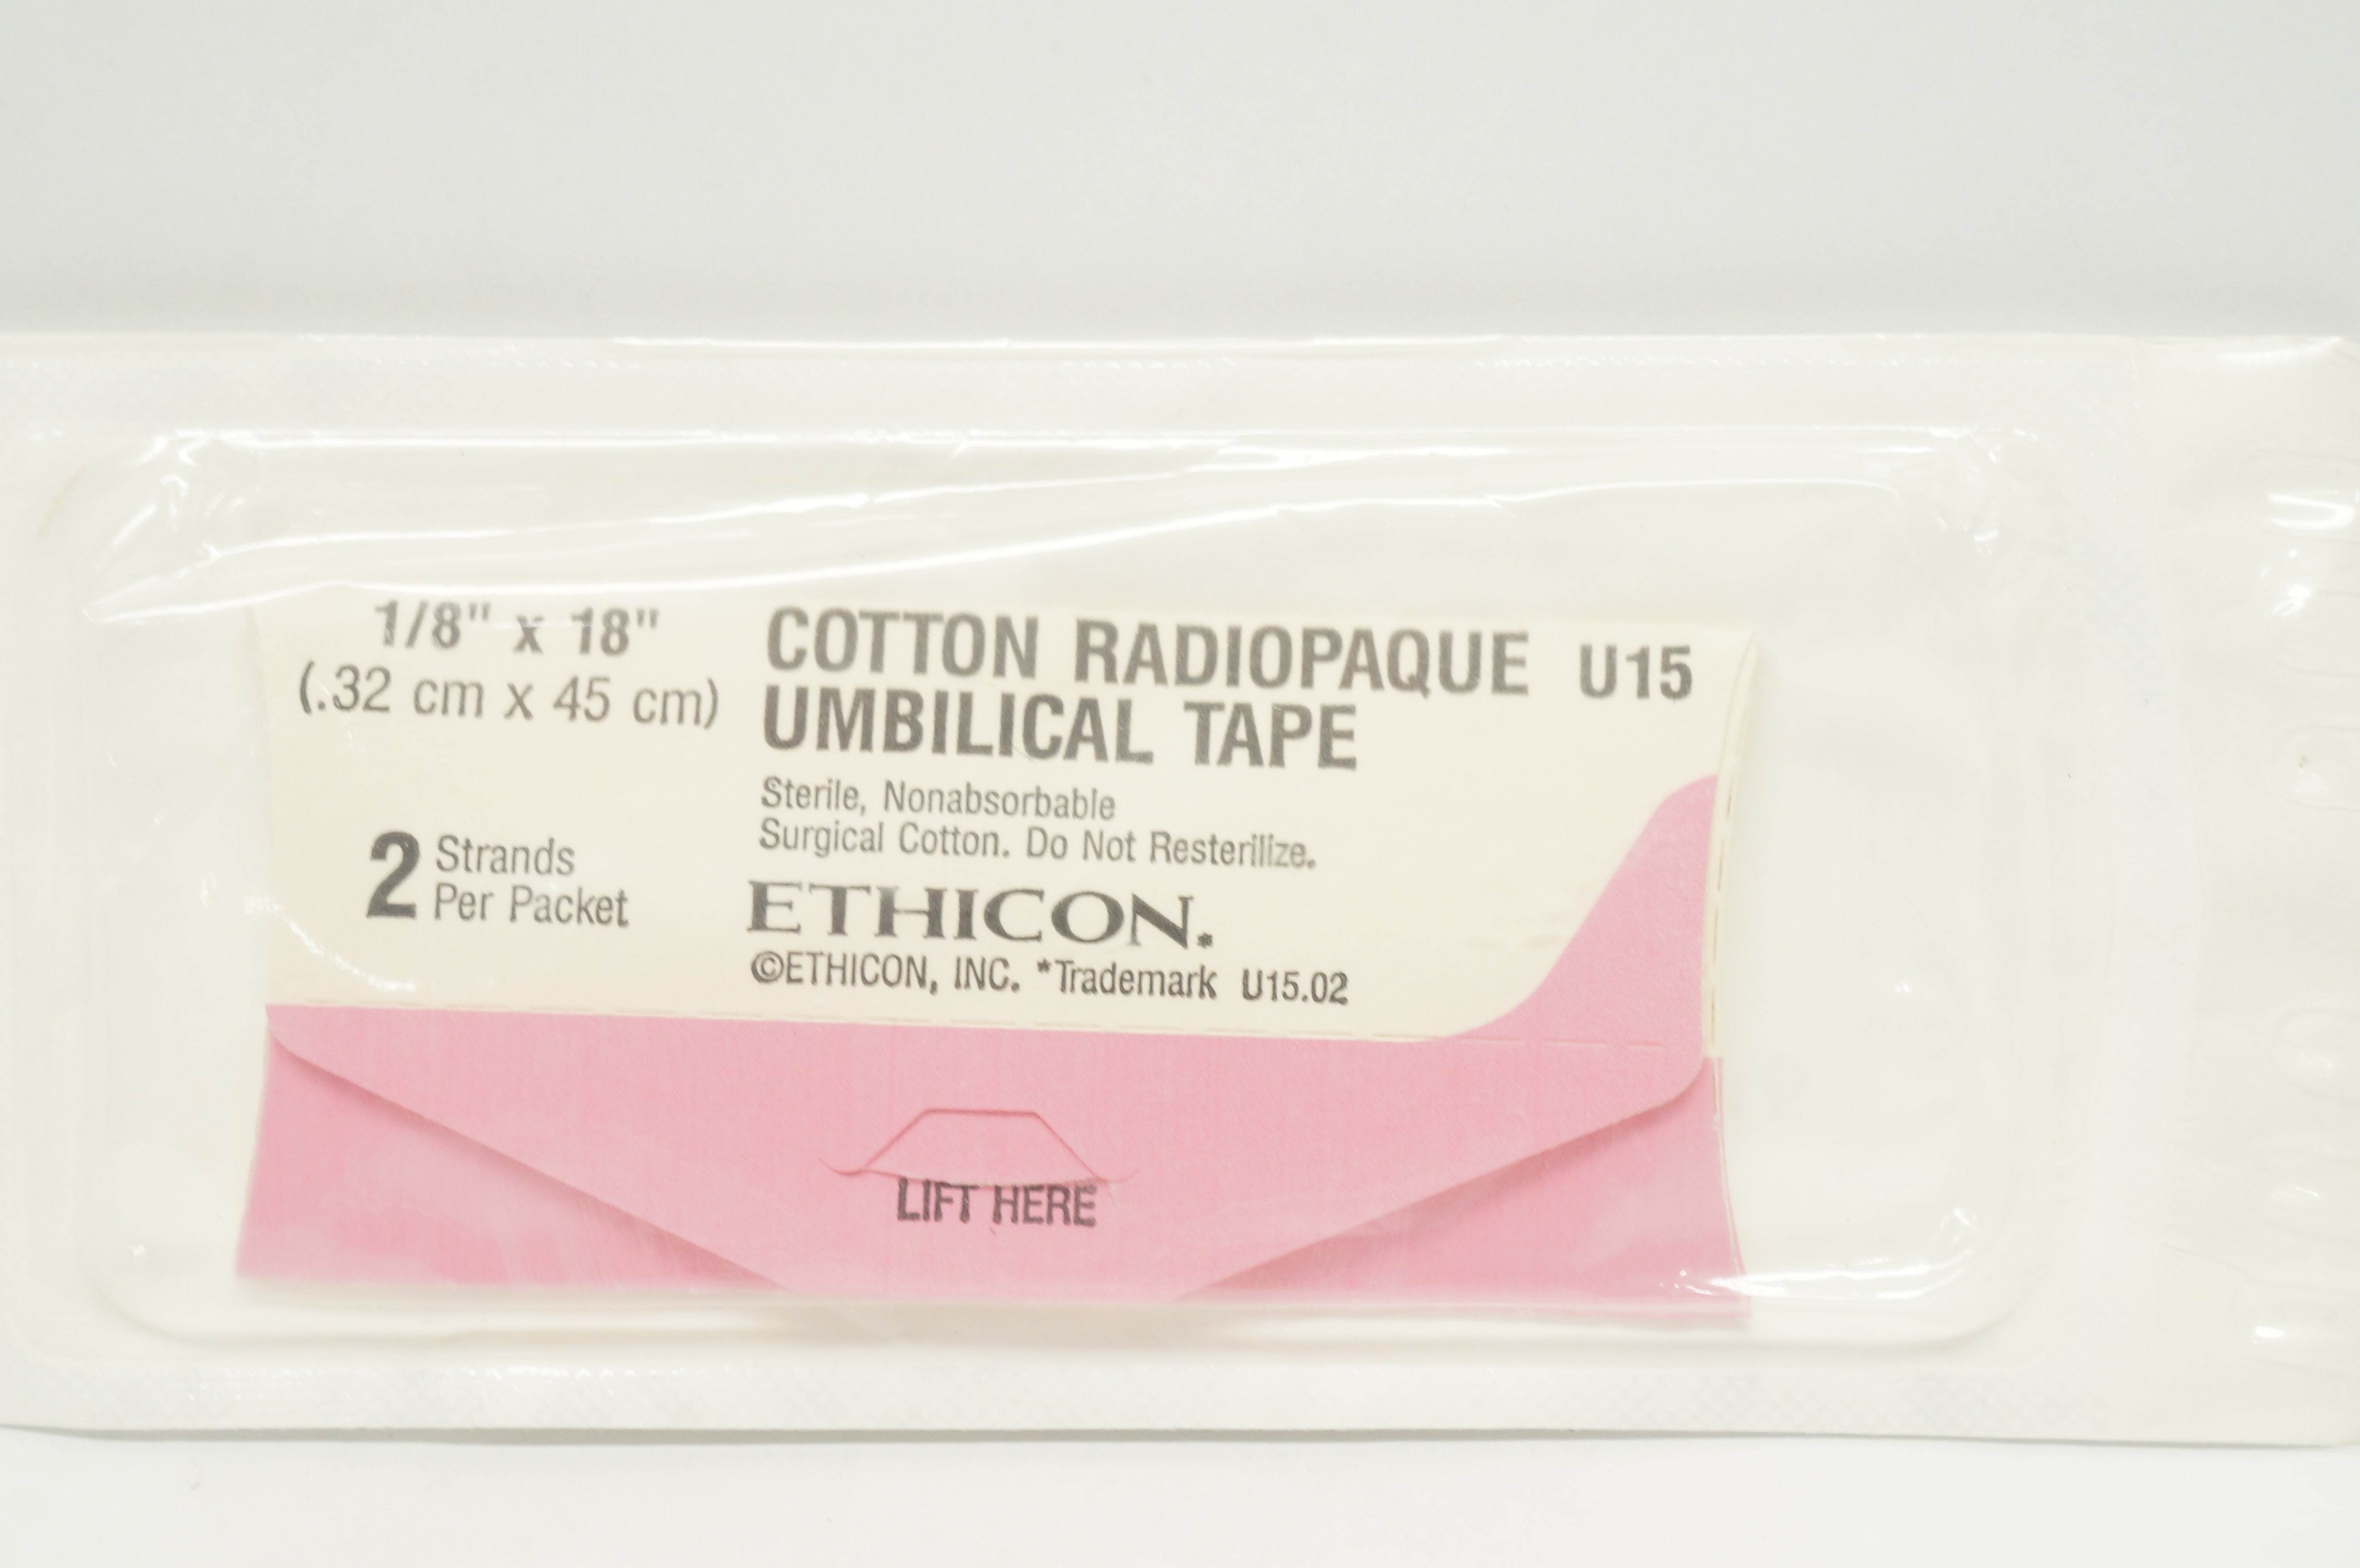 1/8" x 18"
(.32 cm x 45 cm)
2 Strands
Per Packet
COTTON RADIOPAQUE U15
UMBILICAL TAPE
Sterile, Nonabsorbable
Surgical Cotton. Do Not Resterilize.
ETHICON*
©ETHICON, INC. *Trademark U15.02
LIFT HERE